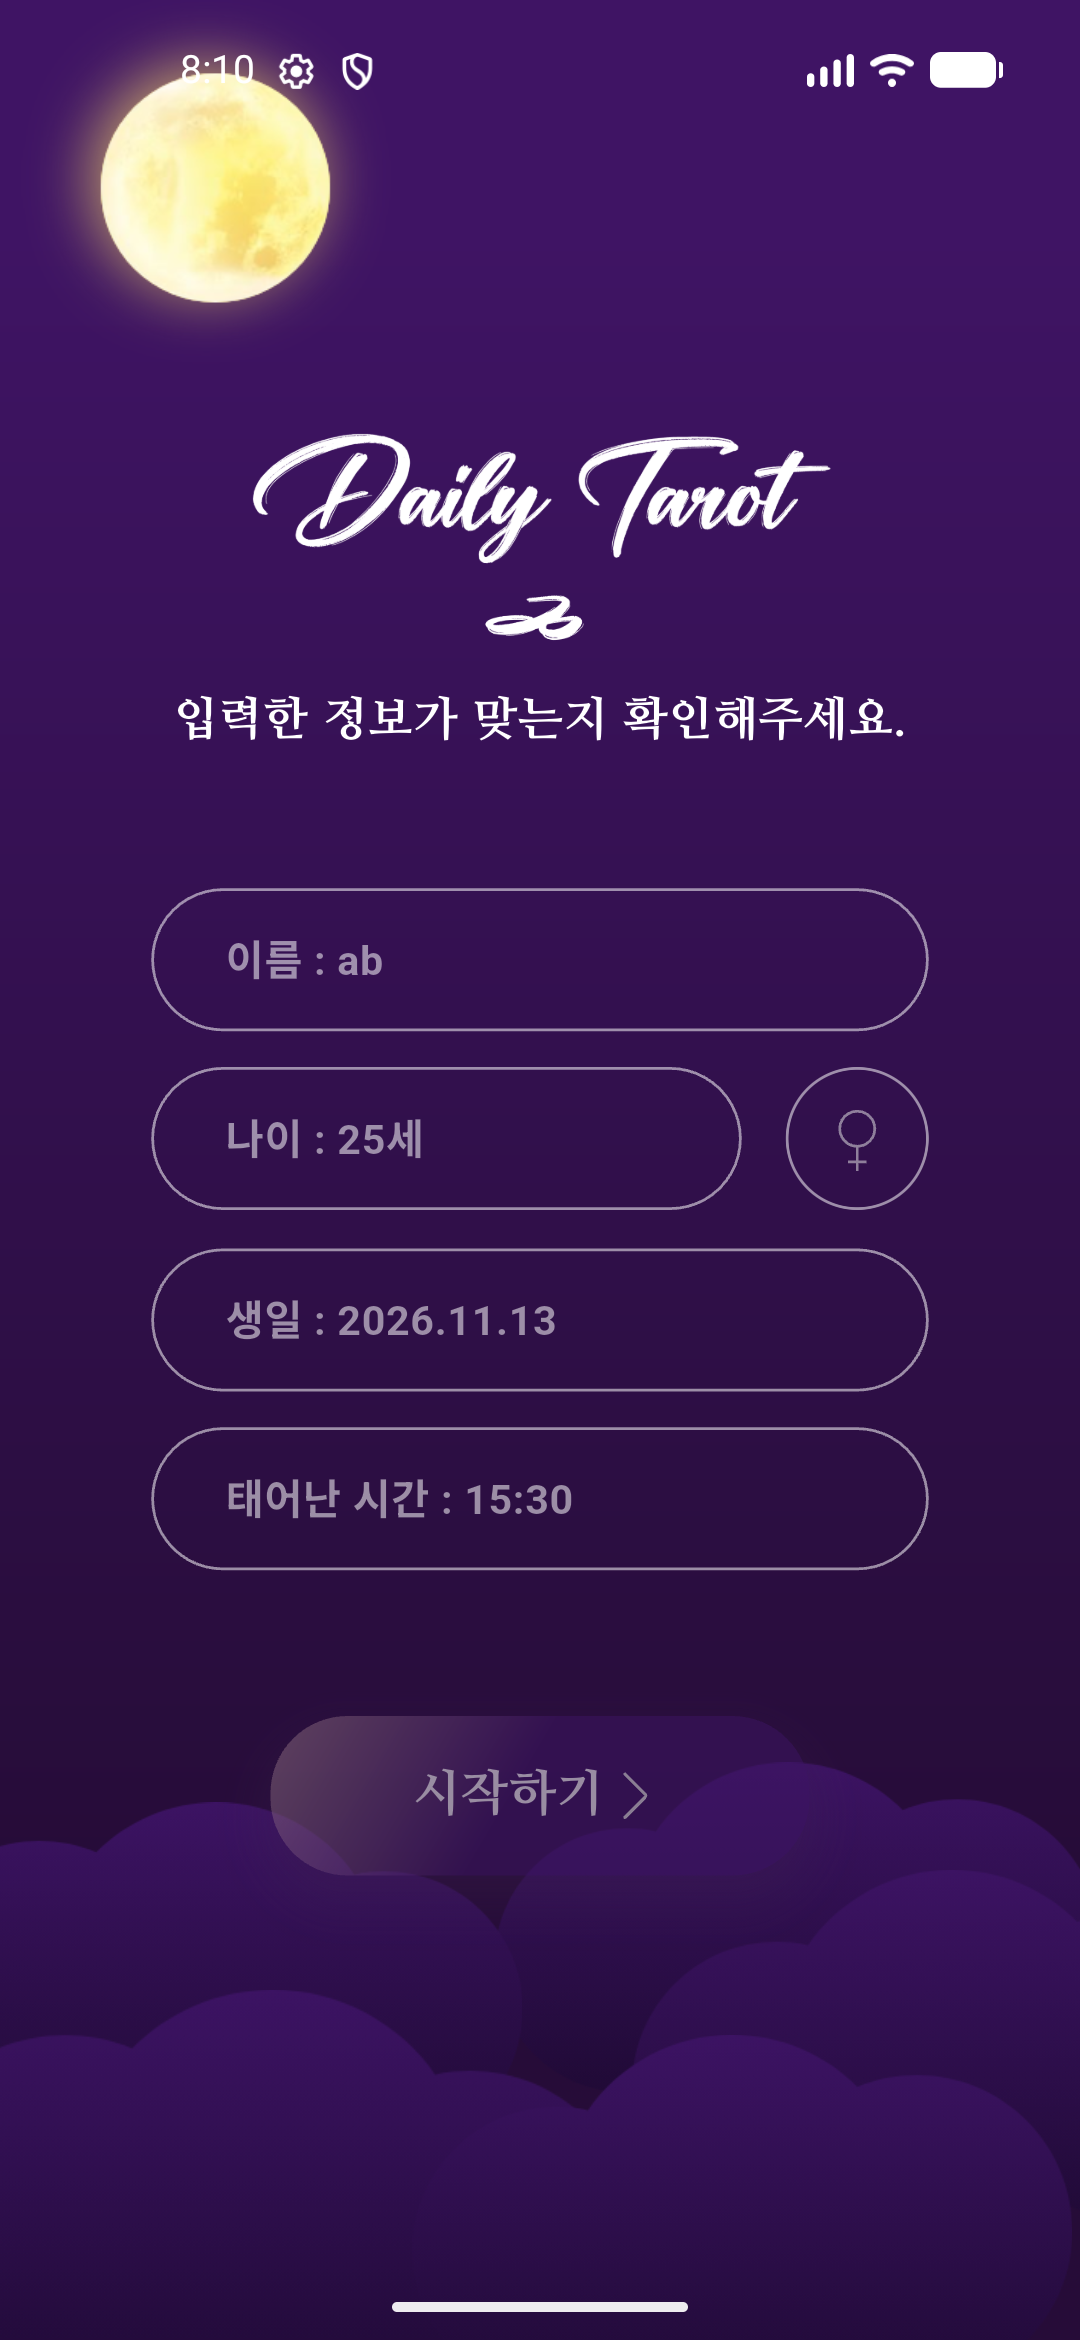 8:10
Daily Tarot
입력한 정보가 맞는지 확인해주세요.
이름 : ab
나이 : 25세
생일 : 2026.11.13
태어난 시간 : 15:30
시작하기